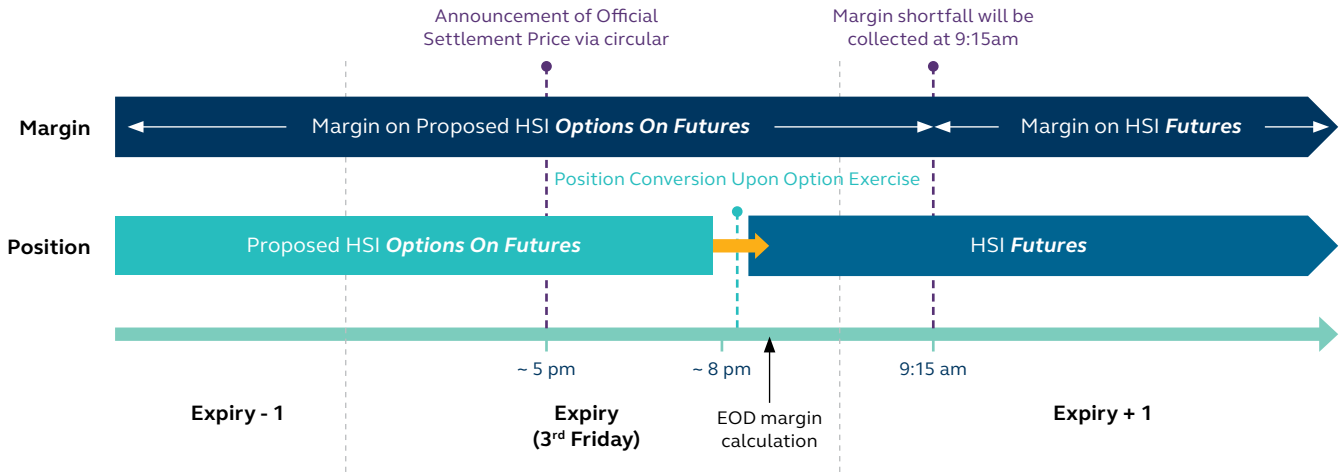 Announcement of Official
Settlement Price via circular
Margin shortfall will be
collected at 9:15am
Margin
Margin on Proposed HSI Options On Futures
Margin on HSI Futures
Position Conversion Upon Option Exercise
Position
Proposed HSI Options On Futures
HSI Futures
~ 5 pm
~ 8 pm
9:15 am
Expiry - 1
Expiry
(3rd Friday)
EOD margin
calculation
Expiry + 1